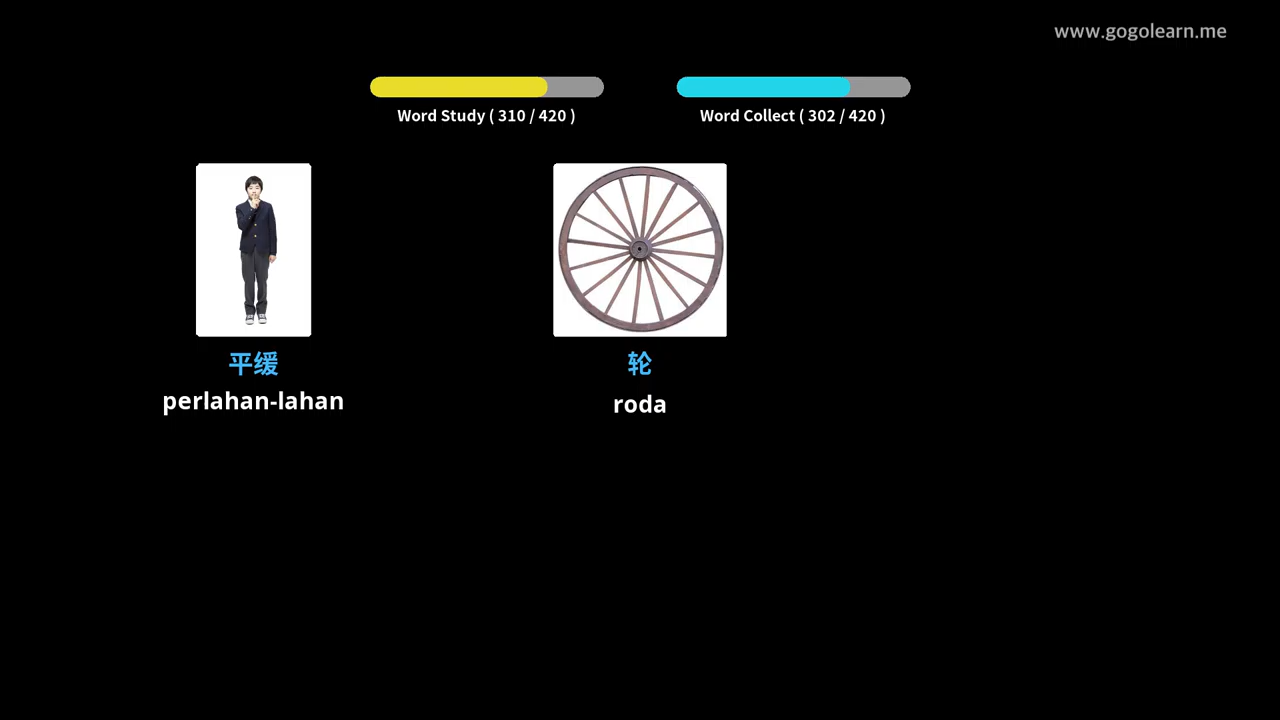 www.gogolearn.me
Word Study ( 310 / 420 )
Word Collect ( 302 / 420 )
平缓
perlahan-lahan
轮
roda